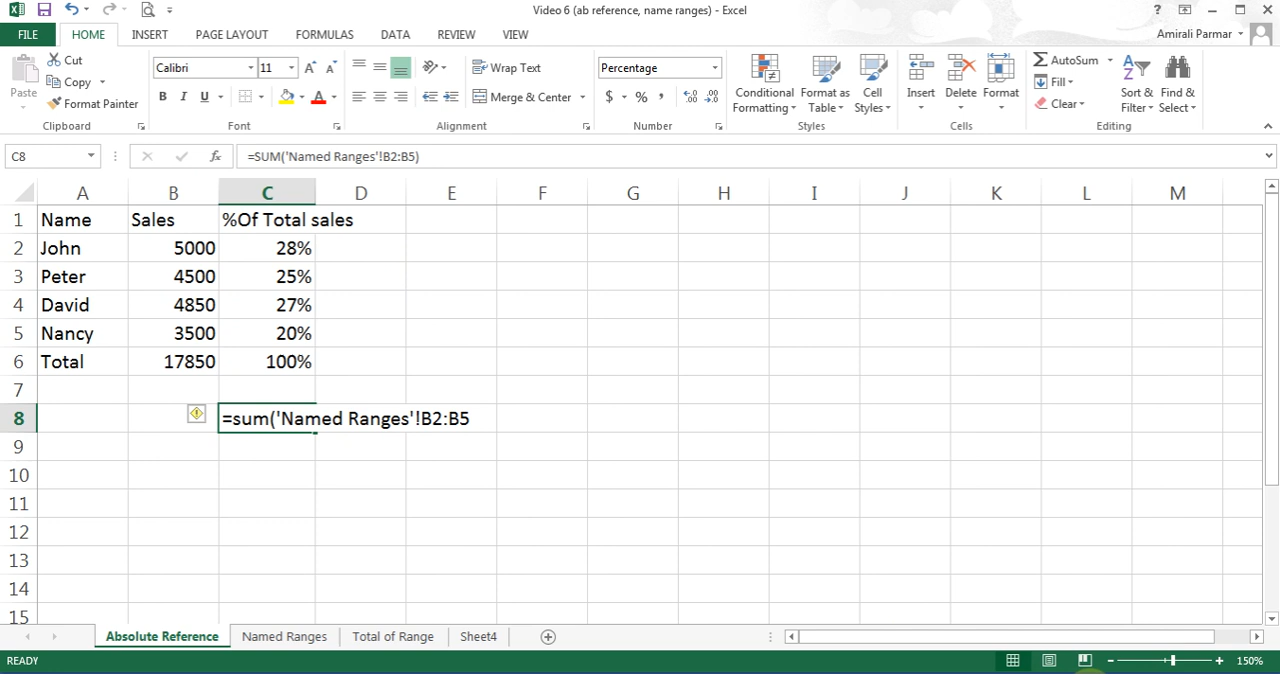 Video 6 (ab reference, name ranges) - Excel
?
FILE HOME INSERT PAGE LAYOUT FORMULAS DATA REVIEW VIEW Amirali Parmar
Paste
Cut
Copy
Format Painter
Clipboard
Calibri 11
B I U
Font
Wrap Text
Merge & Center
Alignment
Percentage
$ % ,
Number
Conditional Formatting
Format as Table
Cell Styles
Styles
Insert
Delete
Format
Cells
AutoSum
Fill
Clear
Sort & Filter
Find & Select
Editing
C8 fx =SUM('Named Ranges'!B2:B5)
A B C D E F G H I J K L M
1 Name Sales %Of Total sales
2 John 5000 28%
3 Peter 4500 25%
4 David 4850 27%
5 Nancy 3500 20%
6 Total 17850 100%
7
8 =sum('Named Ranges'!B2:B5
9
10
11
12
13
14
15
Absolute Reference Named Ranges Total of Range Sheet4
READY 150%